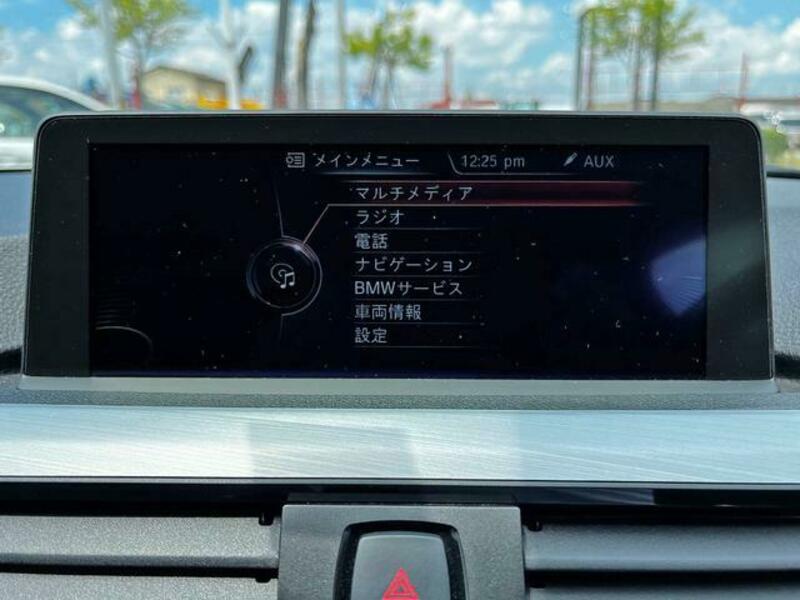 メインメニュー 12:25 pm AUX
マルチメディア
ラジオ
電話
ナビゲーション
BMWサービス
車両情報
設定